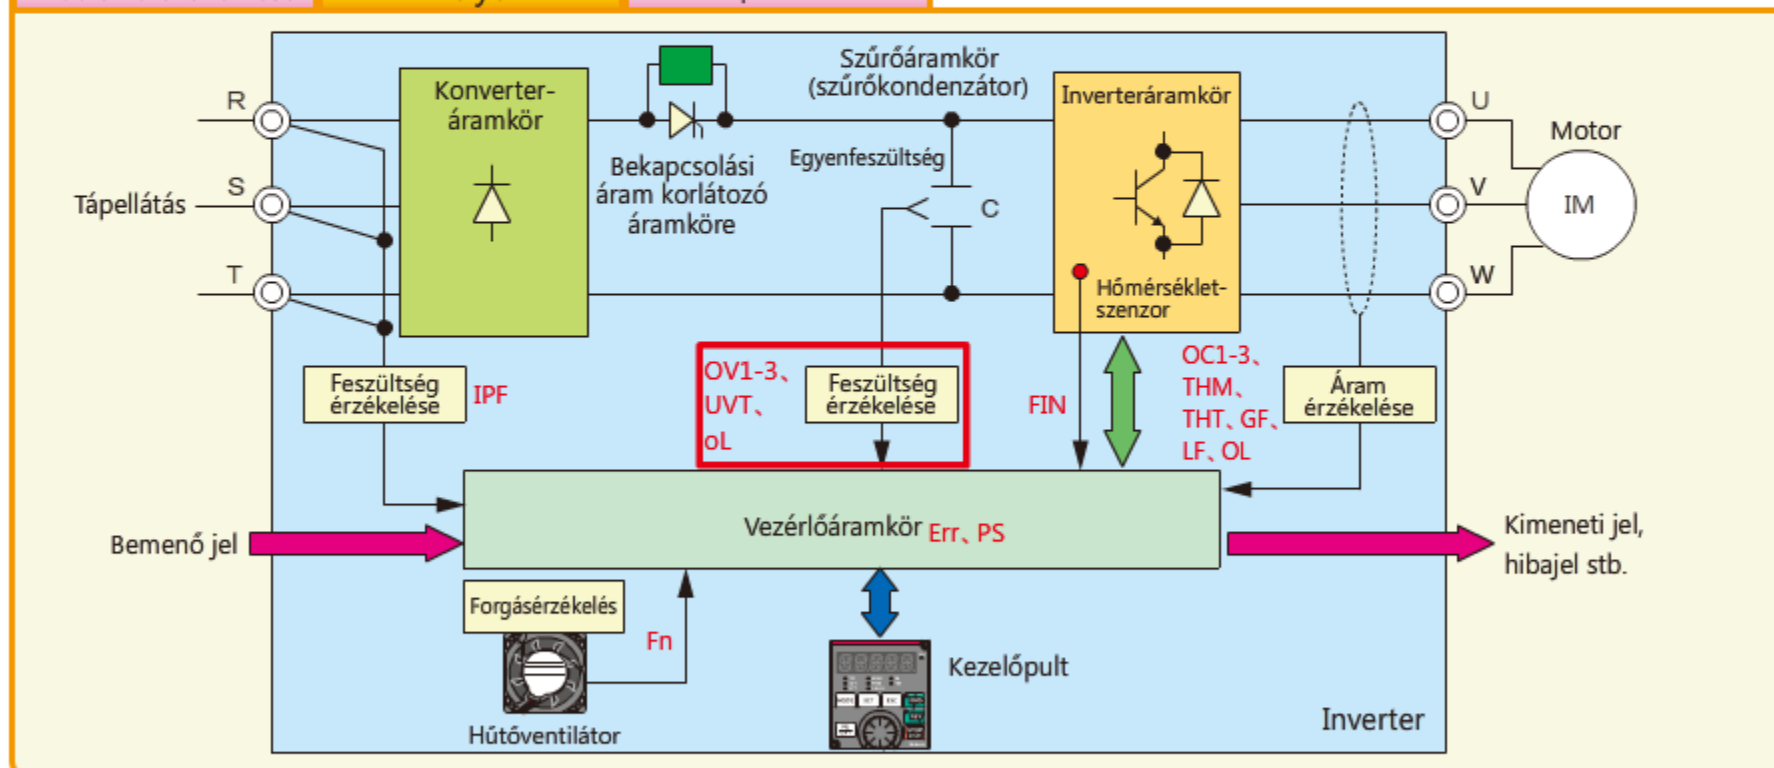 R
S
T
Tápellátás
Konverter-
áramkör
Bekapcsolási
áram korlátozó
áramköre
Szűrőáramkör
(szűrőkondenzátor)
Egyenfeszültség
C
Inverteráramkör
Hőmérséklet-
szenzor
U
V
W
Motor
IM
Feszültség
érzékelése
IPF
OV1-3、
UVT、
oL
Feszültség
érzékelése
FIN
OC1-3、
THM、
THT、GF、
LF、OL
Áram
érzékelése
Bemenő jel
Vezérlőáramkör Err、PS
Kimeneti jel,
hibajel stb.
Forgásérzékelés
Fn
Hűtőventilátor
Kezelőpult
Inverter